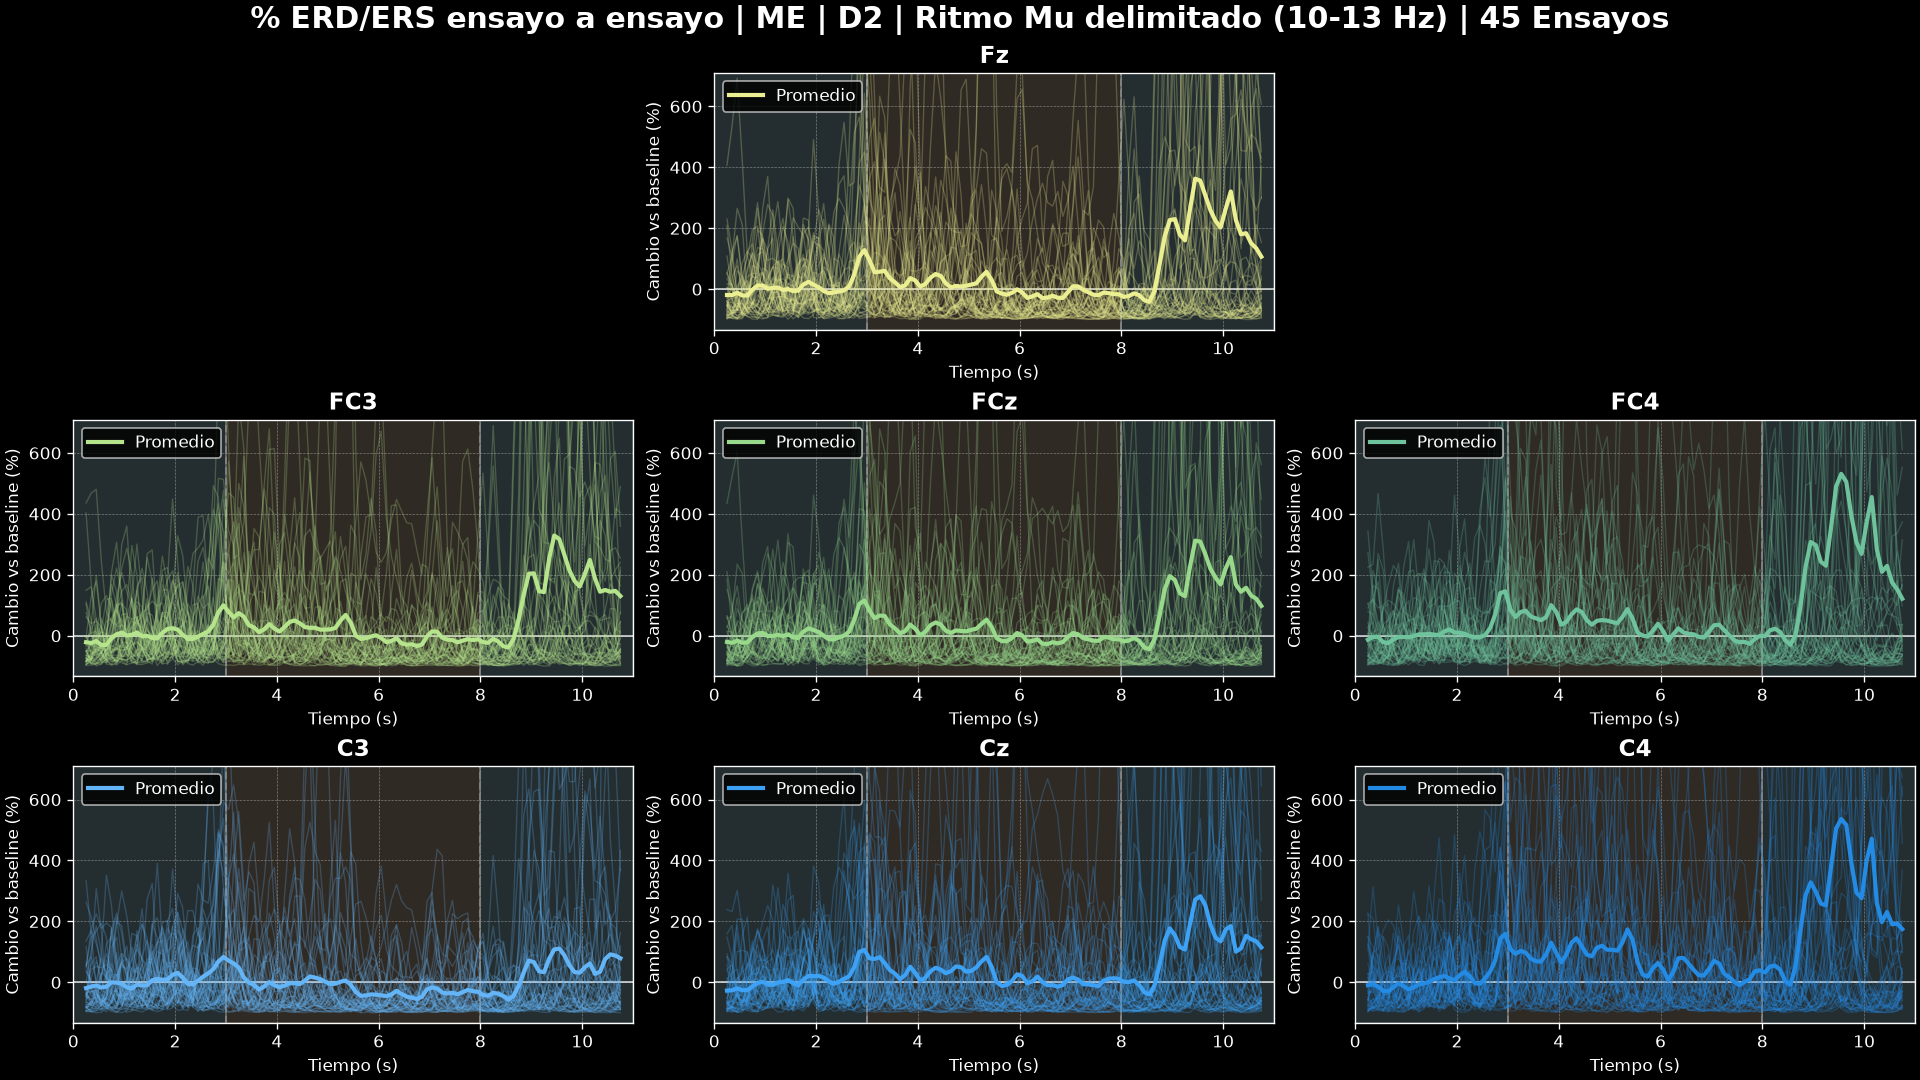 % ERD/ERS ensayo a ensayo | ME | D2 | Ritmo Mu delimitado (10-13 Hz) | 45 Ensayos
Fz
Promedio
Cambio vs baseline (%)
600
400
200
0
0 2 4 6 8 10
Tiempo (s)
FC3
Promedio
Cambio vs baseline (%)
600
400
200
0
0 2 4 6 8 10
Tiempo (s)
FCz
Promedio
Cambio vs baseline (%)
600
400
200
0
0 2 4 6 8 10
Tiempo (s)
FC4
Promedio
Cambio vs baseline (%)
600
400
200
0
0 2 4 6 8 10
Tiempo (s)
C3
Promedio
Cambio vs baseline (%)
600
400
200
0
0 2 4 6 8 10
Tiempo (s)
Cz
Promedio
Cambio vs baseline (%)
600
400
200
0
0 2 4 6 8 10
Tiempo (s)
C4
Promedio
Cambio vs baseline (%)
600
400
200
0
0 2 4 6 8 10
Tiempo (s)